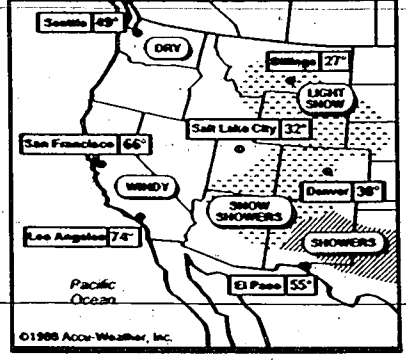 Seattle 49°
DRY
Billings 27°
LIGHT
SNOW
Salt Lake City 32°
San Francisco 66°
WINDY
Denver 38°
SNOW
SHOWERS
Los Angeles 74°
SHOWERS
El Paso 55°
Pacific
Ocean
©1988 Accu-Weather, Inc.